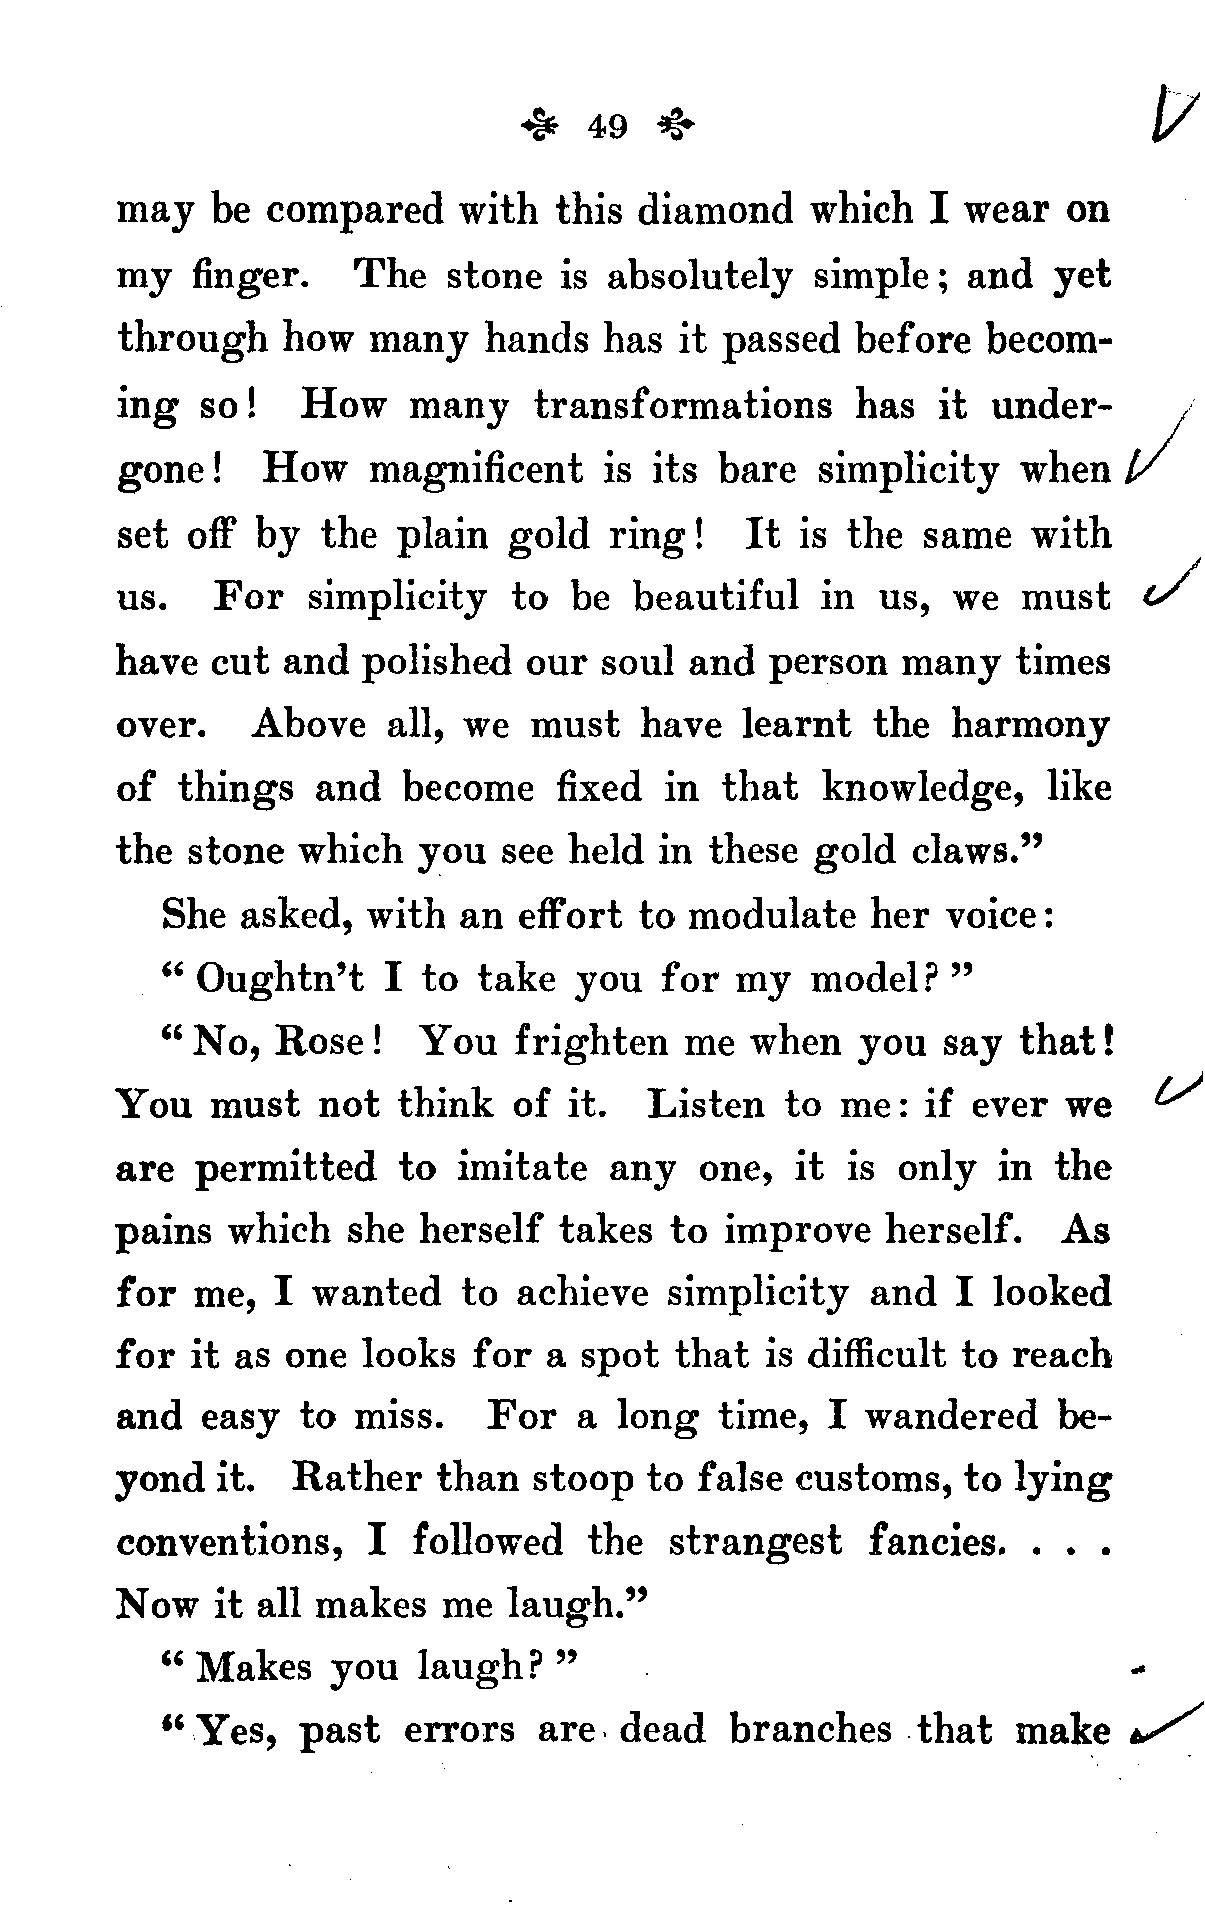 49
may be compared with this diamond which I wear on
my finger. The stone is absolutely simple; and yet
through how many hands has it passed before becom-
ing so! How many transformations has it under-
gone! How magnificent is its bare simplicity when
set off by the plain gold ring! It is the same with
us. For simplicity to be beautiful in us, we must
have cut and polished our soul and person many times
over. Above all, we must have learnt the harmony
of things and become fixed in that knowledge, like
the stone which you see held in these gold claws.”
She asked, with an effort to modulate her voice:
“ Oughtn’t I to take you for my model? ”
“ No, Rose! You frighten me when you say that!
You must not think of it. Listen to me: if ever we
are permitted to imitate any one, it is only in the
pains which she herself takes to improve herself. As
for me, I wanted to achieve simplicity and I looked
for it as one looks for a spot that is difficult to reach
and easy to miss. For a long time, I wandered be-
yond it. Rather than stoop to false customs, to lying
conventions, I followed the strangest fancies. . . .
Now it all makes me laugh.”
“ Makes you laugh? ”
“ Yes, past errors are dead branches that make